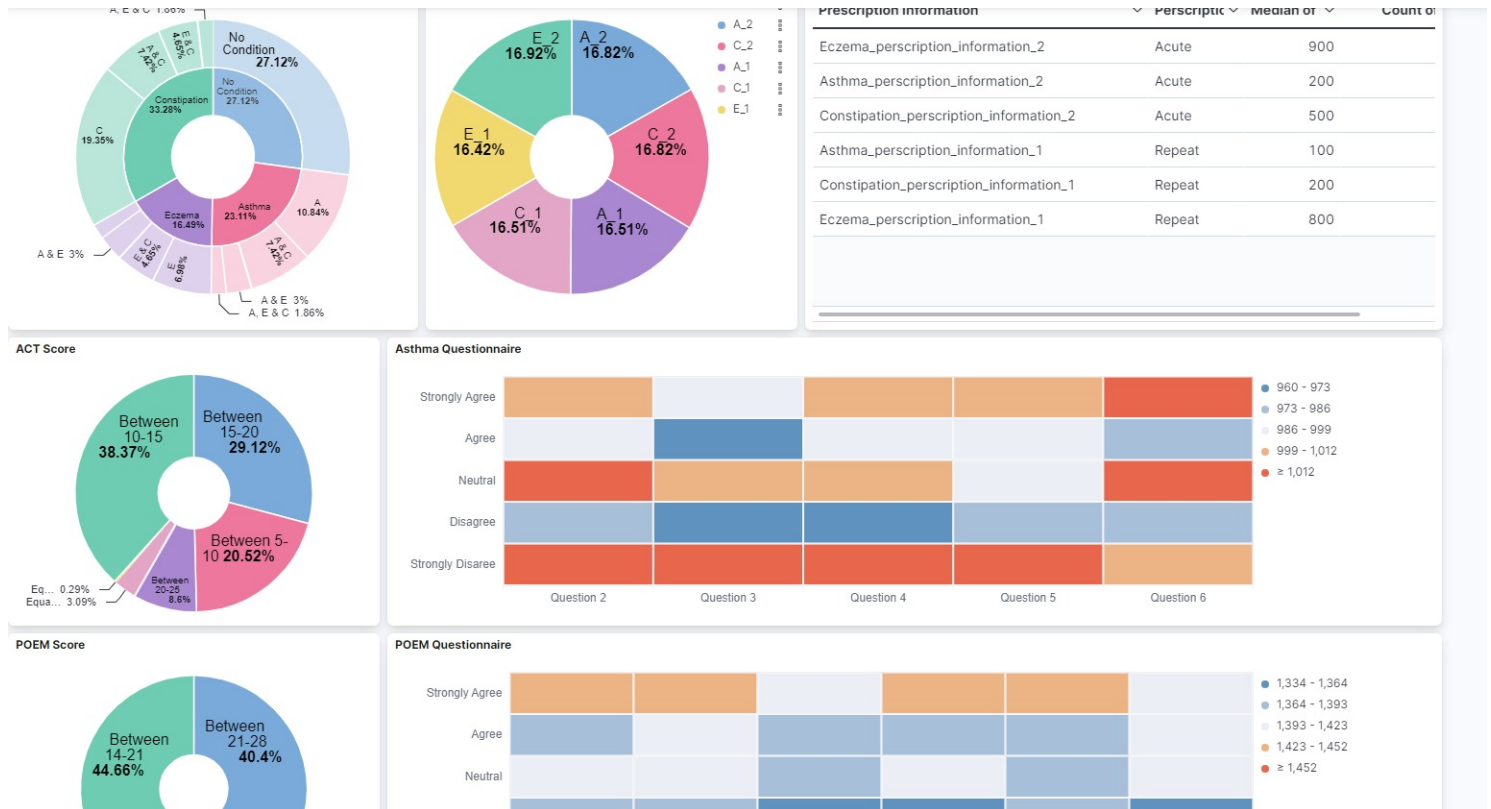 A, E & C 1.86%
No
Condition
27.12%
E & C
4.65%
A & C
7.42%
No
Condition
27.12%
Constipation
33.28%
C
19.35%
Asthma
23.11%
A
10.84%
Eczema
16.49%
A & C
7.42%
A & E 3%
E & C
4.65%
E
6.98%
A & E 3%
A, E & C 1.86%
E_2
16.92%
A_2
16.82%
E_1
16.42%
C_2
16.82%
C_1
16.51%
A_1
16.51%
A_2
C_2
A_1
C_1
E_1
Prescription information Perscriptic Median of Count of
Eczema_perscription_information_2 Acute 900
Asthma_perscription_information_2 Acute 200
Constipation_perscription_information_2 Acute 500
Asthma_perscription_information_1 Repeat 100
Constipation_perscription_information_1 Repeat 200
Eczema_perscription_information_1 Repeat 800
ACT Score
Between
10-15
38.37%
Between
15-20
29.12%
Between 5-
10 20.52%
Between
20-25
8.6%
Eq... 0.29%
Equa... 3.09%
Asthma Questionnaire
Strongly Agree
Agree
Neutral
Disagree
Strongly Disaree
Question 2 Question 3 Question 4 Question 5 Question 6
960 - 973
973 - 986
986 - 999
999 - 1,012
≥ 1,012
POEM Score
Between
14-21
44.66%
Between
21-28
40.4%
POEM Questionnaire
Strongly Agree
Agree
Neutral
1,334 - 1,364
1,364 - 1,393
1,393 - 1,423
1,423 - 1,452
≥ 1,452